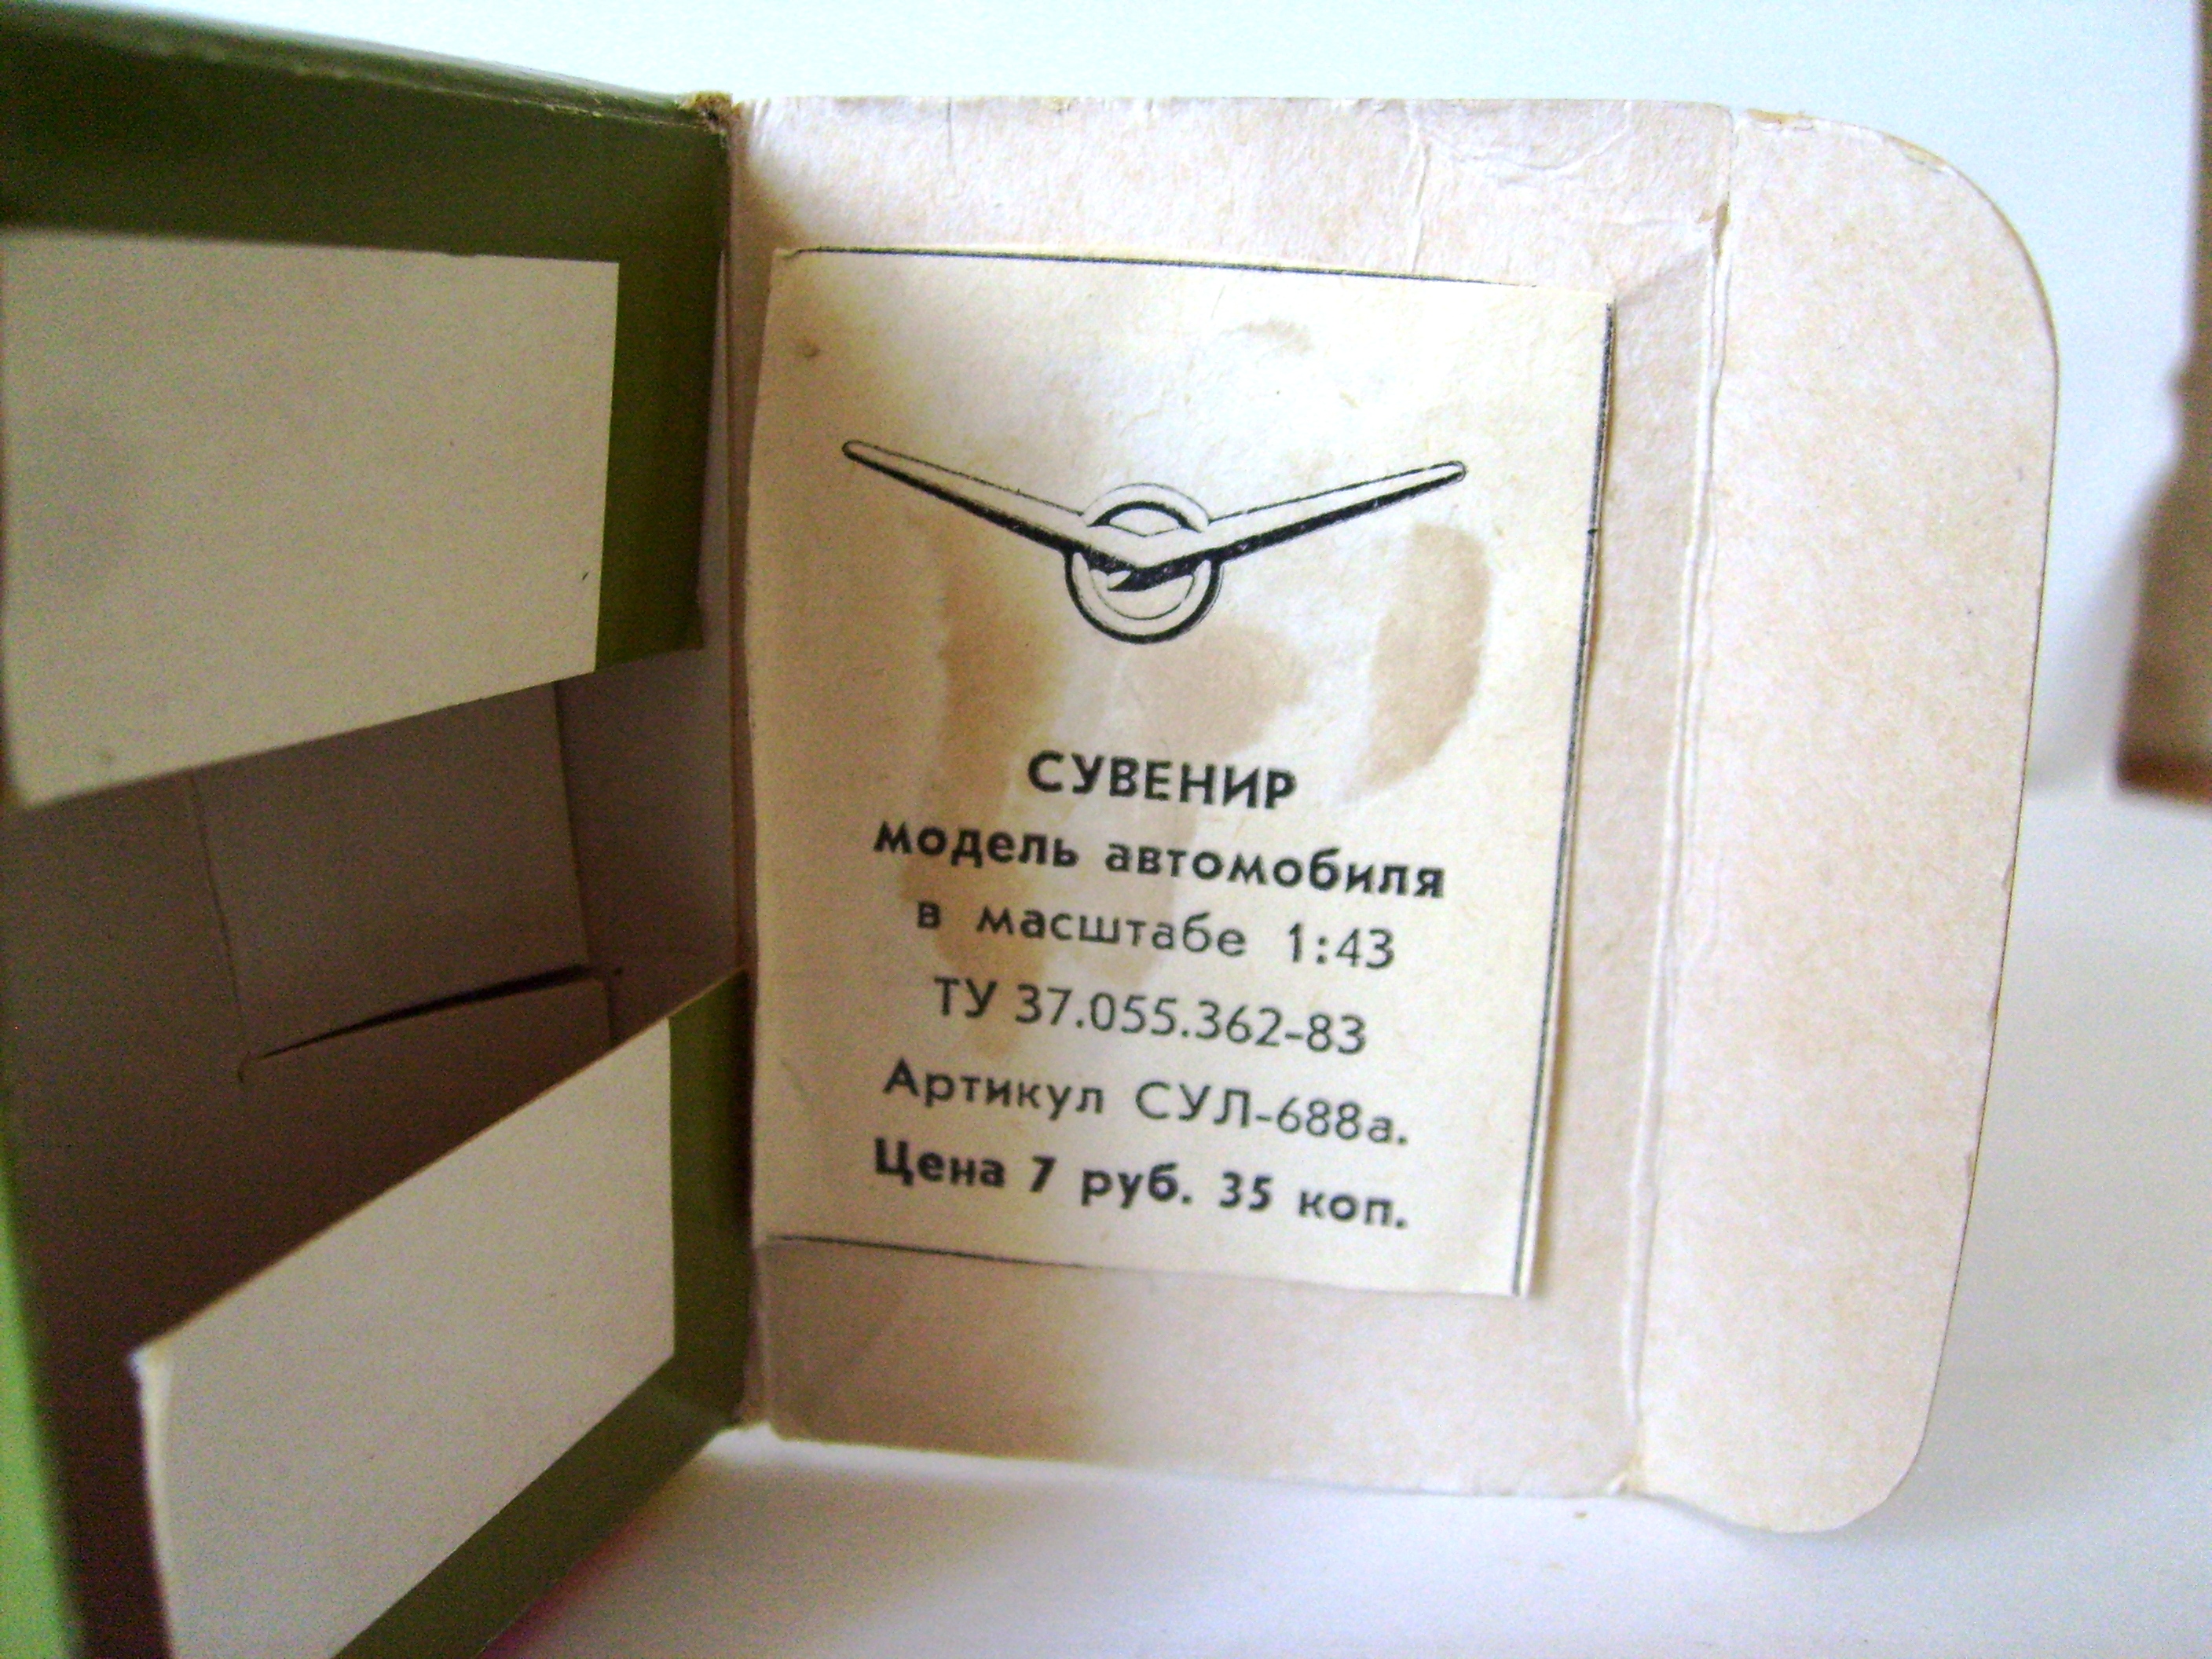 СУВЕНИР
модель автомобиля
в масштабе 1:43
ТУ 37.055.362-83
Артикул СУЛ-688а.
Цена 7 руб. 35 коп.